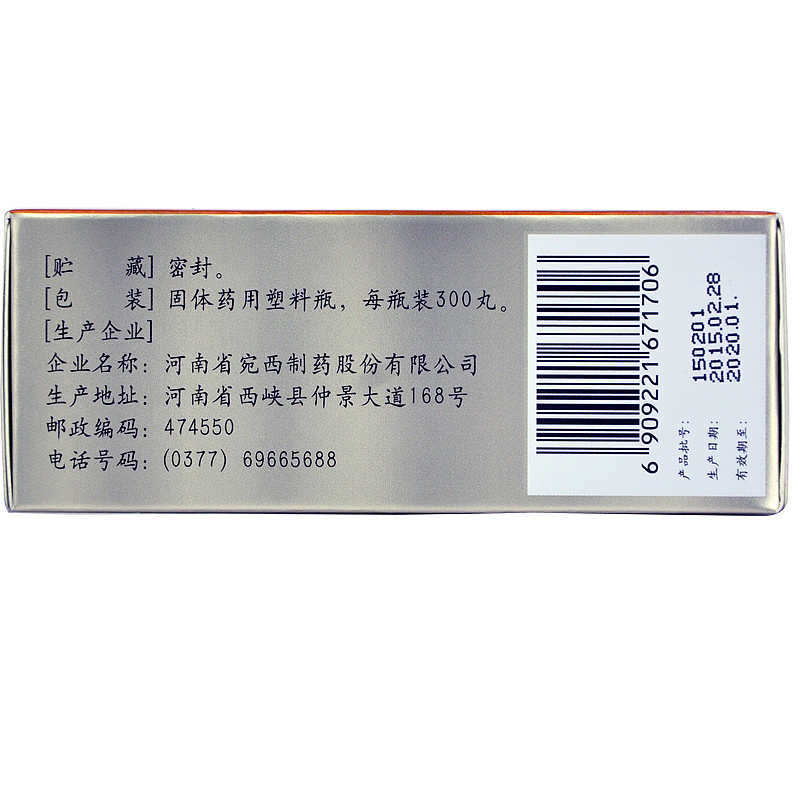 [贮 藏] 密封。
[包 装] 固体药用塑料瓶，每瓶装300丸。
[生产企业]
企业名称：河南省宛西制药股份有限公司
生产地址：河南省西峡县仲景大道168号
邮政编码：474550
电话号码：(0377) 69665688
6 909221 671706
产品批号： 150201
生产日期： 2015.02.28
有效期至： 2020.01.